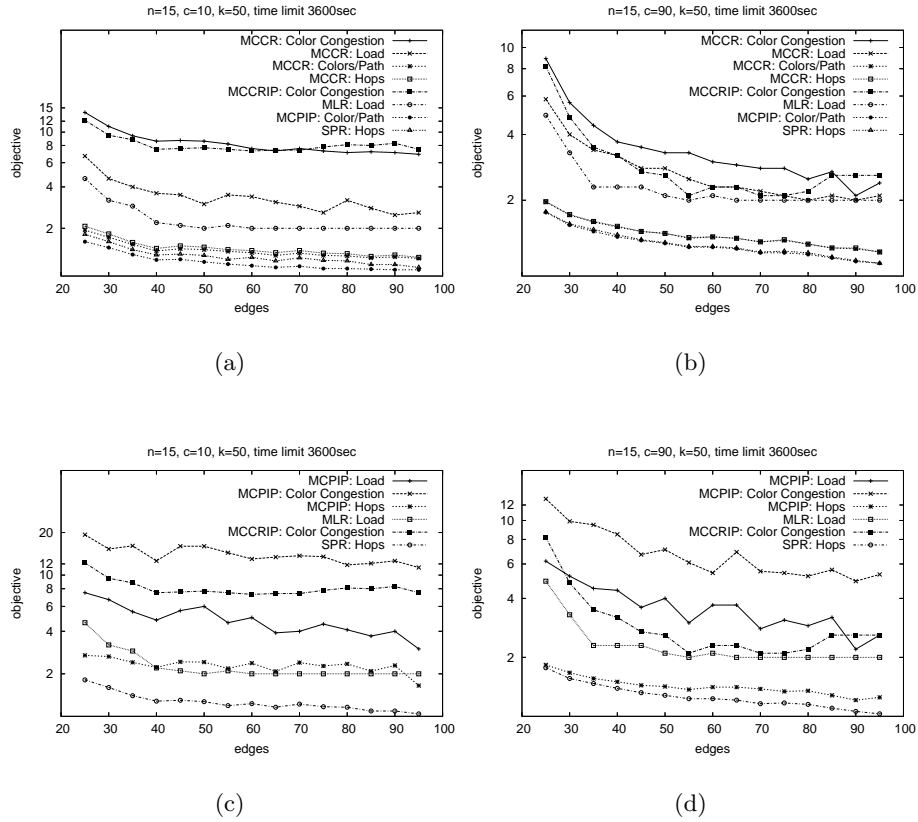 n=15, c=10, k=50, time limit 3600sec
MCCR: Color Congestion
MCCR: Load
MCCR: Colors/Path
MCCR: Hops
MCCRIP: Color Congestion
MLR: Load
MCPIP: Color/Path
SPR: Hops
15
12
10
8
6
4
2
objective
20 30 40 50 60 70 80 90 100
edges
(a)
n=15, c=90, k=50, time limit 3600sec
MCCR: Color Congestion
MCCR: Load
MCCR: Colors/Path
MCCR: Hops
MCCRIP: Color Congestion
MLR: Load
MCPIP: Color/Path
SPR: Hops
10
8
6
4
2
objective
20 30 40 50 60 70 80 90 100
edges
(b)
n=15, c=10, k=50, time limit 3600sec
MCPIP: Load
MCPIP: Color Congestion
MCPIP: Hops
MLR: Load
MCCRIP: Color Congestion
SPR: Hops
20
12
10
8
6
4
2
objective
20 30 40 50 60 70 80 90 100
edges
(c)
n=15, c=90, k=50, time limit 3600sec
MCPIP: Load
MCPIP: Color Congestion
MCPIP: Hops
MLR: Load
MCCRIP: Color Congestion
SPR: Hops
12
10
8
6
4
2
objective
20 30 40 50 60 70 80 90 100
edges
(d)